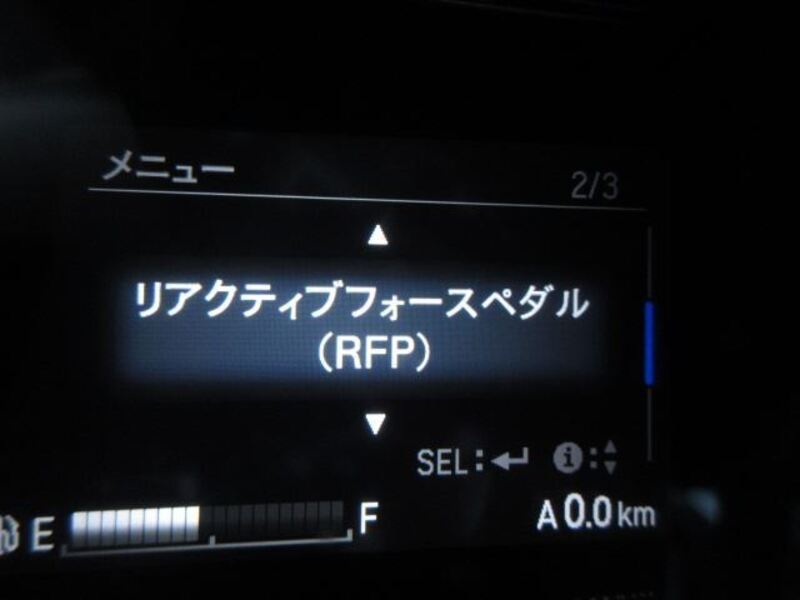 メニュー
2/3
▲
リアクティブフォースペダル
(RFP)
▼
SEL:↵ i:
E F
A 0.0 km